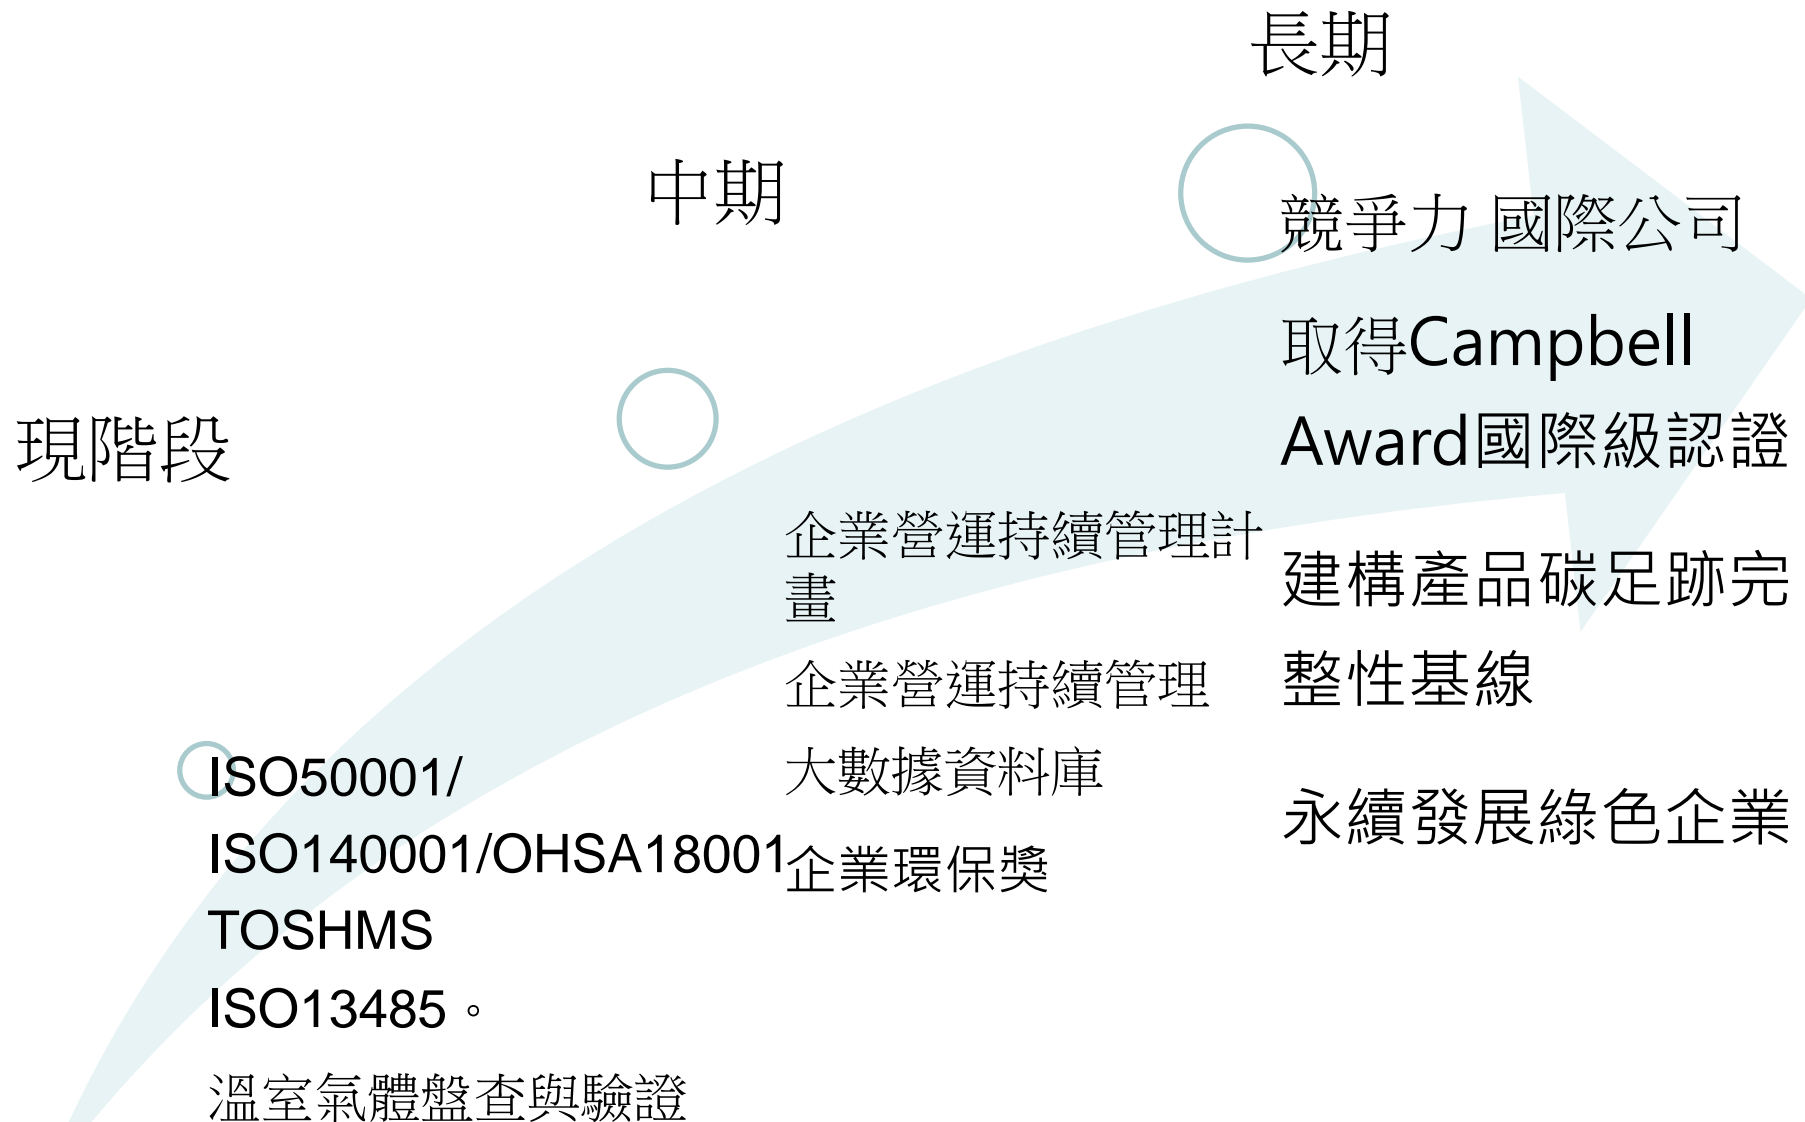 現階段
ISO50001/
ISO140001/OHSA18001
TOSHMS
ISO13485。
溫室氣體盤查與驗證
中期
企業營運持續管理計
畫
企業營運持續管理
大數據資料庫
企業環保獎
長期
競爭力 國際公司
取得Campbell
Award國際級認證
建構產品碳足跡完
整性基線
永續發展綠色企業